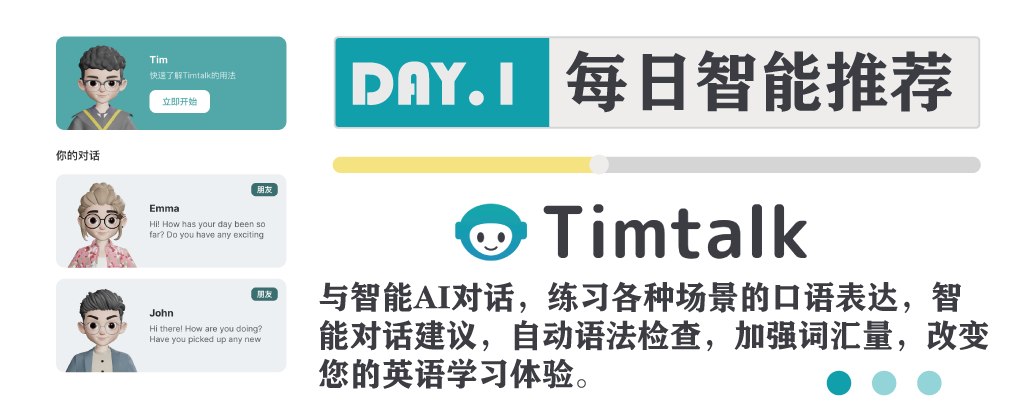 Tim
快速了解Timtalk的用法
立即开始
你的对话
朋友
Emma
Hi! How has your day been so
far? Do you have any exciting
朋友
John
Hi there! How are you doing?
Have you picked up any new
DAY.1
每日智能推荐
Timtalk
与智能AI对话，练习各种场景的口语表达，智
能对话建议，自动语法检查，加强词汇量，改变
您的英语学习体验。